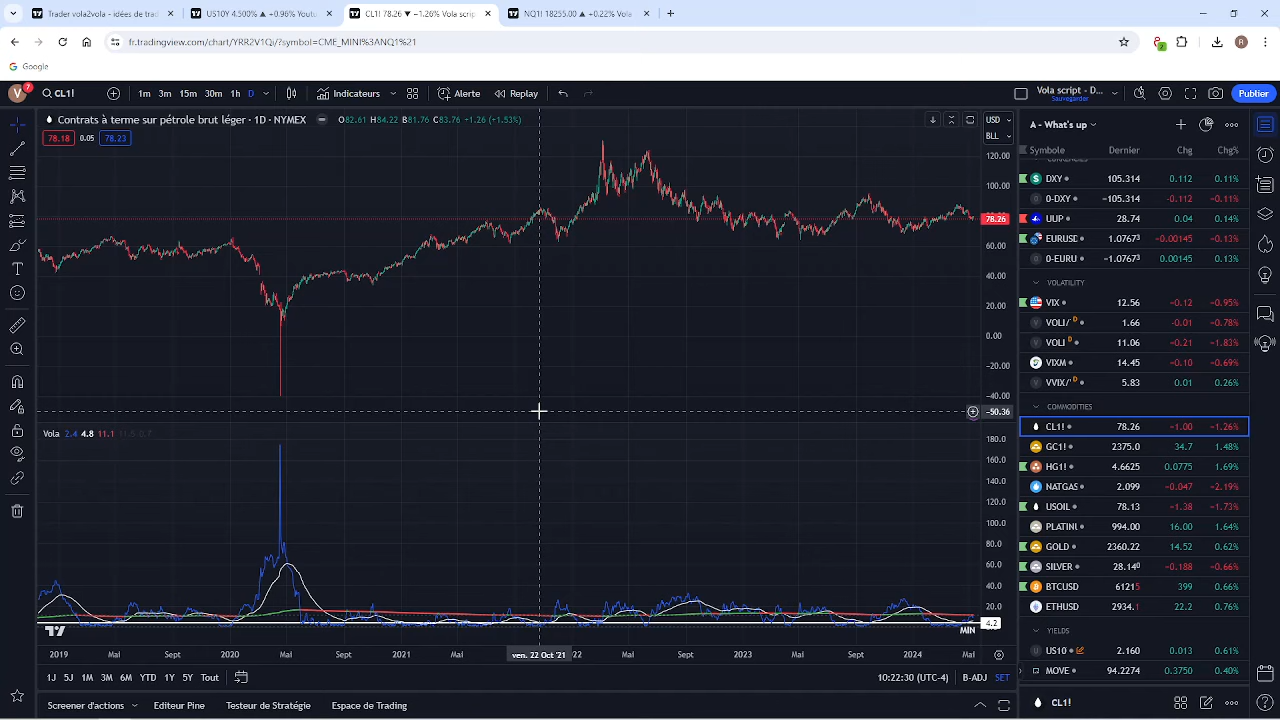 Trader vola2vola - idées de trad
US10Y 4.500% ▲ +0.96% Youtu
CL1! 78.26 ▼ −1.26% Vola scrip
NQ1! 18255.00 ▲ +0.22% Vola
fr.tradingview.com/chart/YRR2V1Qi/?symbol=CME_MINI%3ANQ1%21
R
Google
V 7 CL1! 1m 3m 15m 30m 1h D Indicateurs Alerte Replay Vola script - D... Sauvegarder Publier
Contrats à terme sur pétrole brut léger · 1D · NYMEX O82.61 H84.22 B81.76 C83.76 +1.26 (+1.53%)
78.18 0.05 78.23
USD
BLL
120.00
100.00
78.26
60.00
40.00
20.00
0.00
−20.00
−40.00
−50.36
Vola 2.4 4.8 11.1 11.5 0.7
180.0
160.0
140.0
120.0
100.0
80.0
60.0
40.0
20.0
4.2
MIN
2019 Mai Sept 2020 Mai Sept 2021 Mai ven. 22 Oct '21 22 Mai Sept 2023 Mai Sept 2024 Mai
1J 5J 1M 3M 6M YTD 1Y 5Y Tout 10:22:30 (UTC-4) B-ADJ SET
Screener d'actions Editeur Pine Testeur de Stratégie Espace de Trading
A - What's up
Symbole Dernier Chg Chg%
DXY 105.314 0.112 0.11%
0-DXY −105.314 −0.112 −0.11%
UUP 28.74 0.04 0.14%
EURUSD 1.0767³ −0.00145 −0.13%
0-EURU −1.0767³ 0.00145 0.13%
VOLATILITY
VIX 12.56 −0.12 −0.95%
VOLI/ D 1.66 -0.01 −0.78%
VOLI D 11.06 −0.21 −1.83%
VIXM 14.45 −0.10 −0.69%
VVIX/ D 5.83 0.01 0.26%
COMMODITIES
CL1! 78.26 −1.00 −1.26%
GC1! 2375.0 34.7 1.48%
HG1! 4.6625 0.0775 1.69%
NATGAS 2.099 −0.047 −2.19%
USOIL 78.13 −1.38 −1.73%
PLATINU 994.00 16.00 1.64%
GOLD 2360.22 14.52 0.62%
SILVER 28.14⁰ −0.188 −0.66%
BTCUSD 61215 399 0.66%
ETHUSD 2934.1 22.2 0.76%
YIELDS
US10 2.160 0.013 0.61%
MOVE 94.2274 0.3750 0.40%
CL1!